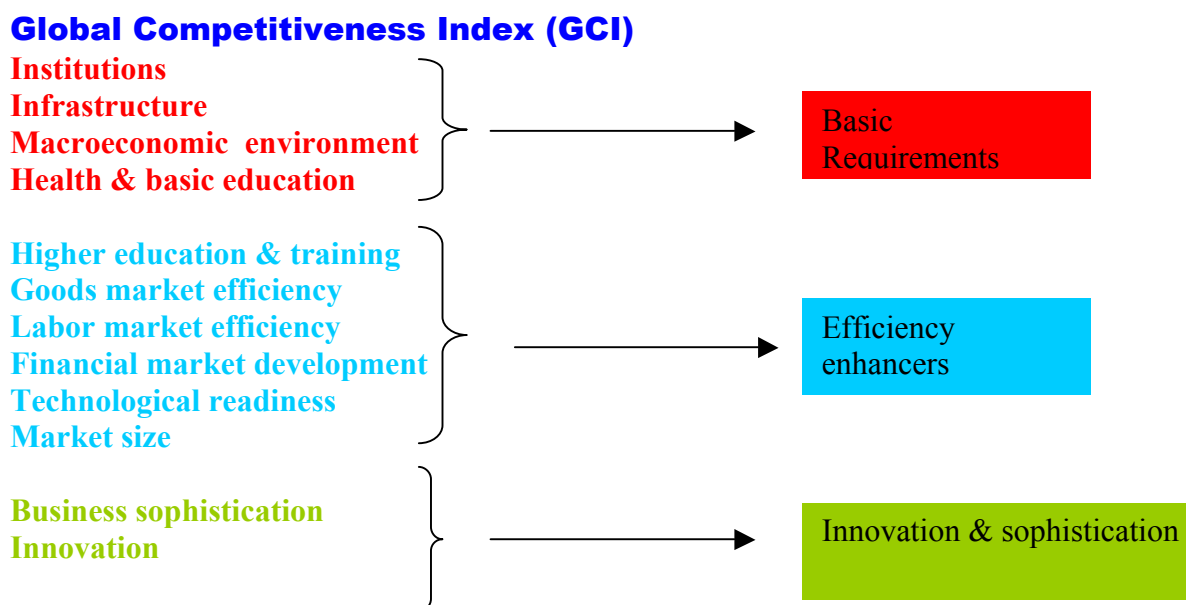 Global Competitiveness Index (GCI)
Institutions
Infrastructure
Macroeconomic environment
Health & basic education
Basic
Requirements
Higher education & training
Goods market efficiency
Labor market efficiency
Financial market development
Technological readiness
Market size
Efficiency
enhancers
Business sophistication
Innovation
Innovation & sophistication